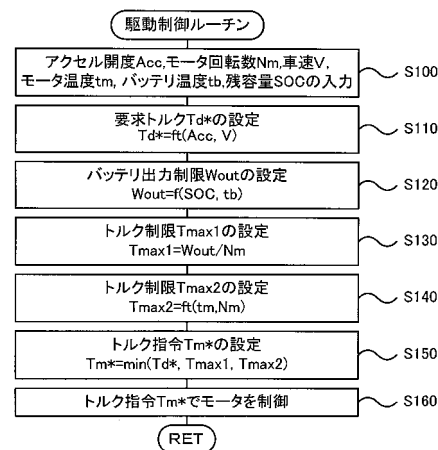 駆動制御ルーチン
アクセル開度Acc,モータ回転数Nm,車速V,
モータ温度tm, バッテリ温度tb,残容量SOCの入力
S100
要求トルクTd*の設定
Td*=ft(Acc, V)
S110
バッテリ出力制限Woutの設定
Wout=f(SOC, tb)
S120
トルク制限Tmax1の設定
Tmax1=Wout/Nm
S130
トルク制限Tmax2の設定
Tmax2=ft(tm,Nm)
S140
トルク指令Tm*の設定
Tm*=min(Td*, Tmax1, Tmax2)
S150
トルク指令Tm*でモータを制御
S160
RET